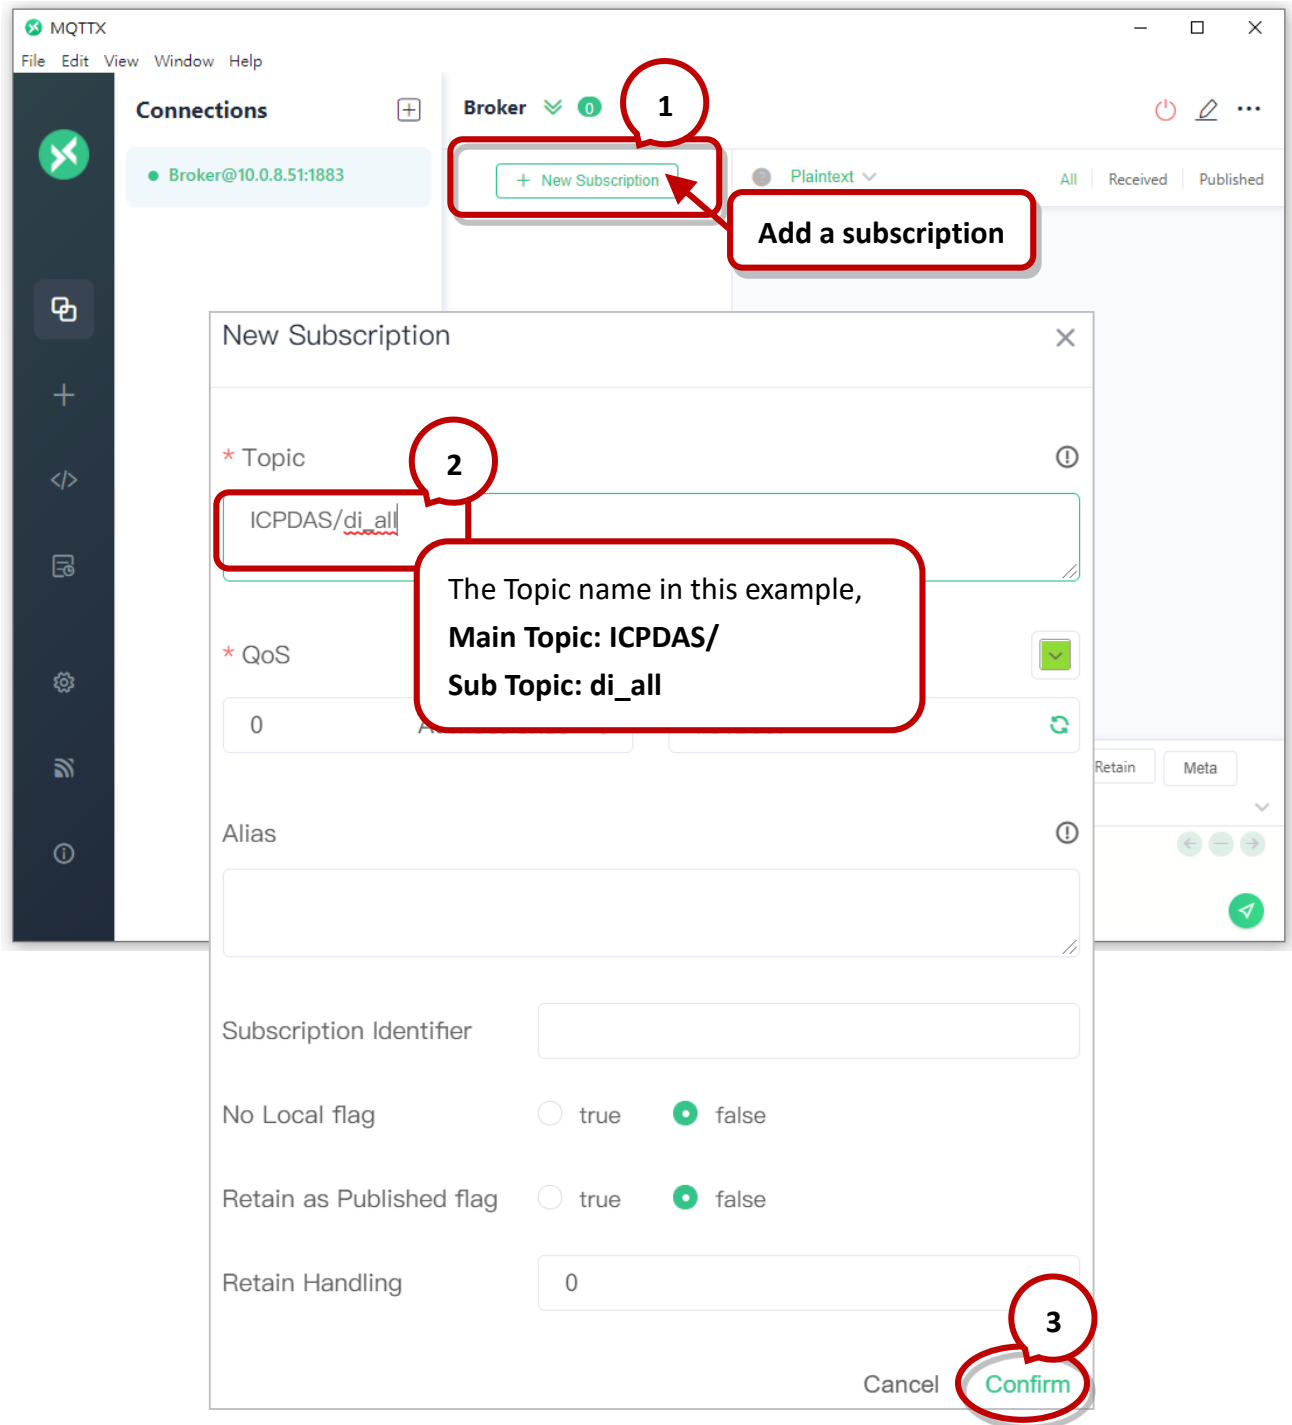 MQTTX
File Edit View Window Help
Connections
Broker 0
1
Broker@10.0.8.51:1883
+ New Subscription
Plaintext
All Received Published
Add a subscription
New Subscription
* Topic
2
ICPDAS/di_all
The Topic name in this example,
Main Topic: ICPDAS/
Sub Topic: di_all
* QoS
0
Retain Meta
Alias
Subscription Identifier
No Local flag true false
Retain as Published flag true false
Retain Handling 0
3
Cancel Confirm